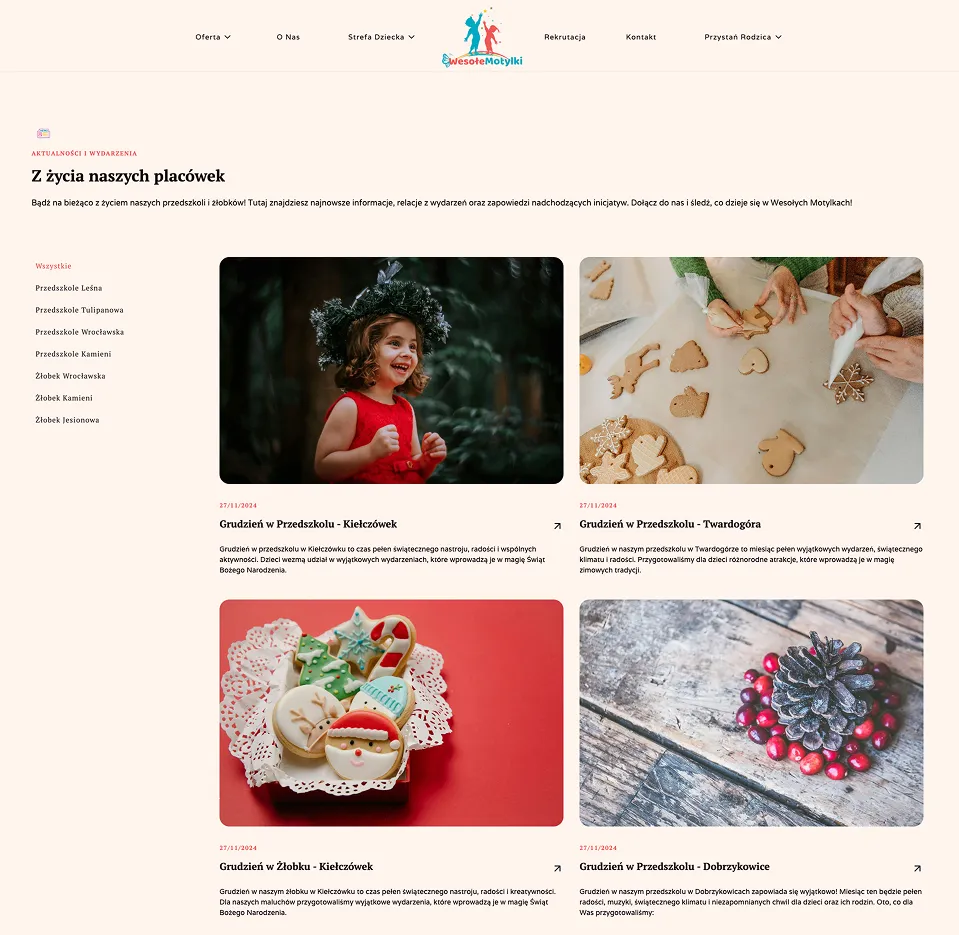 Oferta
O Nas
Strefa Dziecka
WesołeMotylki
Rekrutacja
Kontakt
Przystań Rodzica
AKTUALNOŚCI I WYDARZENIA
Z życia naszych placówek
Bądź na bieżąco z życiem naszych przedszkoli i żłobków! Tutaj znajdziesz najnowsze informacje, relacje z wydarzeń oraz zapowiedzi nadchodzących inicjatyw. Dołącz do nas i śledź, co dzieje się w Wesołych Motylkach!
Wszystkie
Przedszkole Leśna
Przedszkole Tulipanowa
Przedszkole Wrocławska
Przedszkole Kamieni
Żłobek Wrocławska
Żłobek Kamieni
Żłobek Jesionowa
27/11/2024
Grudzień w Przedszkolu - Kiełczówek
Grudzień w przedszkolu w Kiełczówku to czas pełen świątecznego nastroju, radości i wspólnych
aktywności. Dzieci wezmą udział w wyjątkowych wydarzeniach, które wprowadzą je w magię Świąt
Bożego Narodzenia.
27/11/2024
Grudzień w Przedszkolu - Twardogóra
Grudzień w naszym przedszkolu w Twardogórze to miesiąc pełen wyjątkowych wydarzeń, świątecznego
klimatu i radości. Przygotowaliśmy dla dzieci różnorodne atrakcje, które wprowadzą je w magię
zimowych tradycji.
27/11/2024
Grudzień w Żłobku - Kiełczówek
Grudzień w naszym żłobku w Kiełczówku to czas pełen świątecznego nastroju, radości i kreatywności.
Dla naszych maluchów przygotowaliśmy wyjątkowe wydarzenia, które wprowadzą je w magię Świąt
Bożego Narodzenia.
27/11/2024
Grudzień w Przedszkolu - Dobrzykowice
Grudzień w naszym przedszkolu w Dobrzykowicach zapowiada się wyjątkowo! Miesiąc ten będzie pełen
radości, muzyki, świątecznego klimatu i niezapomnianych chwil dla dzieci oraz ich rodzin. Oto, co dla
Was przygotowaliśmy: